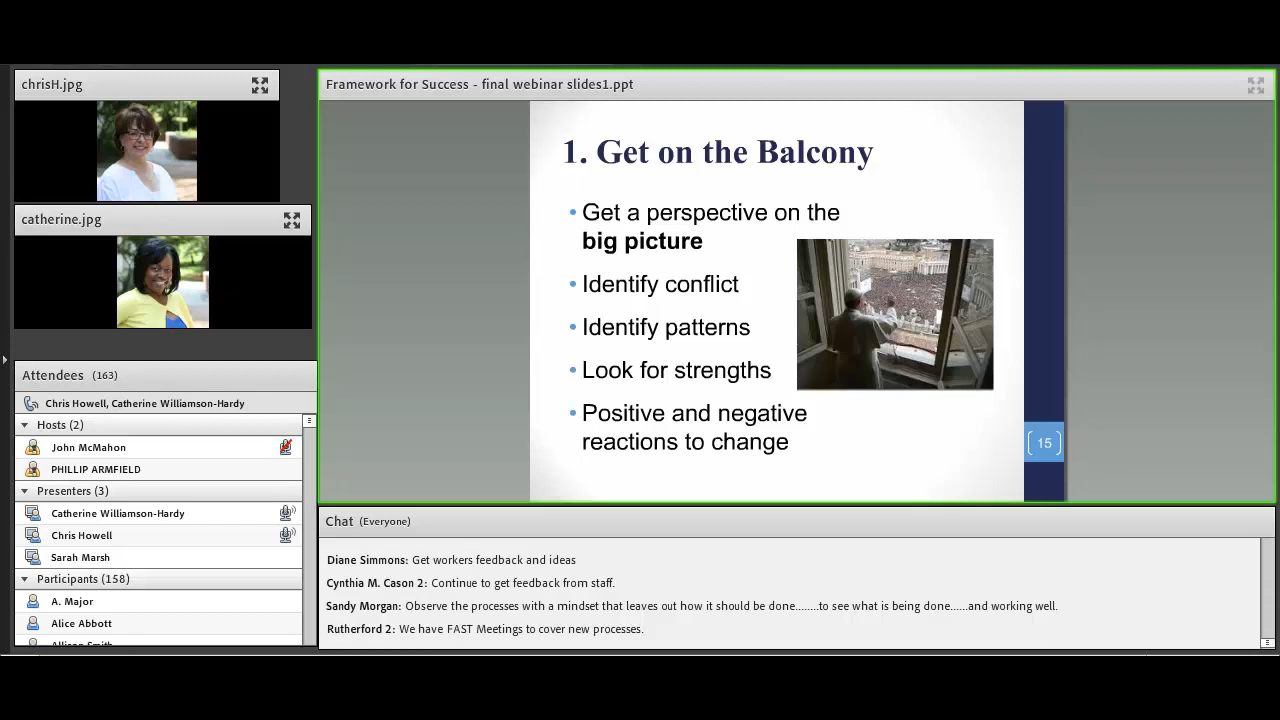 chrisH.jpg
catherine.jpg
Attendees (163)
Chris Howell, Catherine Williamson-Hardy
Hosts (2)
John McMahon
PHILLIP ARMFIELD
Presenters (3)
Catherine Williamson-Hardy
Chris Howell
Sarah Marsh
Participants (158)
A. Major
Alice Abbott
Allison Smith
Framework for Success - final webinar slides1.ppt
1. Get on the Balcony
• Get a perspective on the
big picture
• Identify conflict
• Identify patterns
• Look for strengths
• Positive and negative
reactions to change
15
Chat (Everyone)
Diane Simmons: Get workers feedback and ideas
Cynthia M. Cason 2: Continue to get feedback from staff.
Sandy Morgan: Observe the processes with a mindset that leaves out how it should be done........to see what is being done......and working well.
Rutherford 2: We have FAST Meetings to cover new processes.